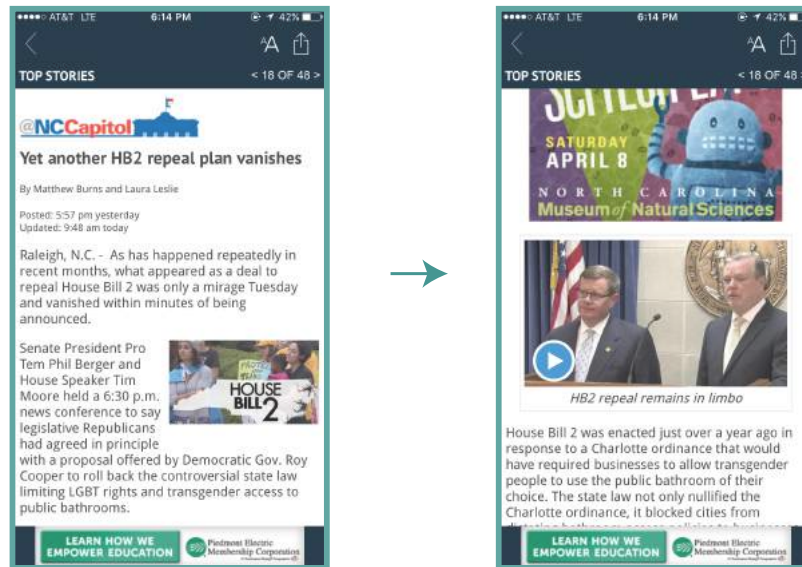 AT&T LTE 6:14 PM 42%
AA
TOP STORIES < 18 OF 48 >
@NCCapitol
Yet another HB2 repeal plan vanishes
By Matthew Burns and Laura Leslie
Posted: 5:57 pm yesterday
Updated: 9:48 am today
Raleigh, N.C. - As has happened repeatedly in
recent months, what appeared as a deal to
repeal House Bill 2 was only a mirage Tuesday
and vanished within minutes of being
announced.
Senate President Pro
Tem Phil Berger and
House Speaker Tim
Moore held a 6:30 p.m.
news conference to say
legislative Republicans
had agreed in principle
HOUSE
BILL 2
with a proposal offered by Democratic Gov. Roy
Cooper to roll back the controversial state law
limiting LGBT rights and transgender access to
public bathrooms.
LEARN HOW WE
EMPOWER EDUCATION
Piedmont Electric
Membership Corporation
AT&T LTE 6:14 PM 42%
AA
TOP STORIES < 18 OF 48 >
SATURDAY
APRIL 8
NORTH CAROLINA
Museum of Natural Sciences
HB2 repeal remains in limbo
House Bill 2 was enacted just over a year ago in
response to a Charlotte ordinance that would
have required businesses to allow transgender
people to use the public bathroom of their
choice. The state law not only nullified the
Charlotte ordinance, it blocked cities from
LEARN HOW WE
EMPOWER EDUCATION
Piedmont Electric
Membership Corporation